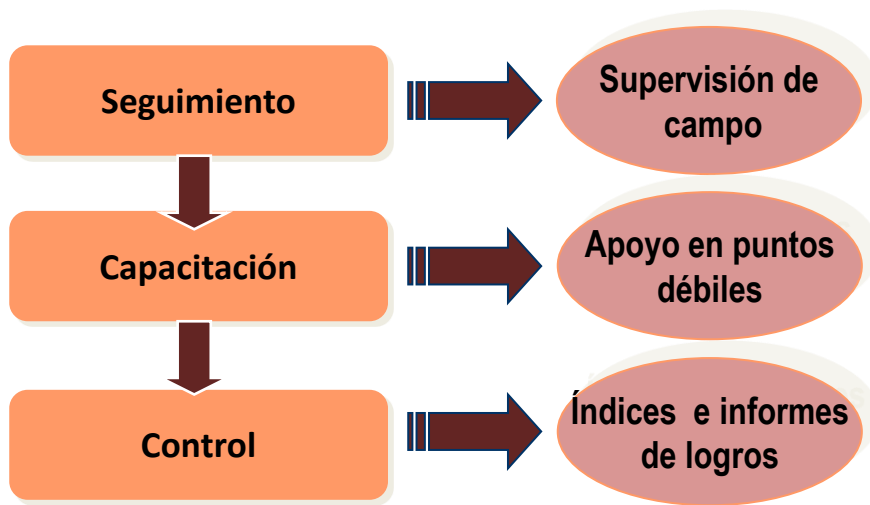 Seguimiento
Supervisión de
campo
Capacitación
Apoyo en puntos
débiles
Control
Índices e informes
de logros